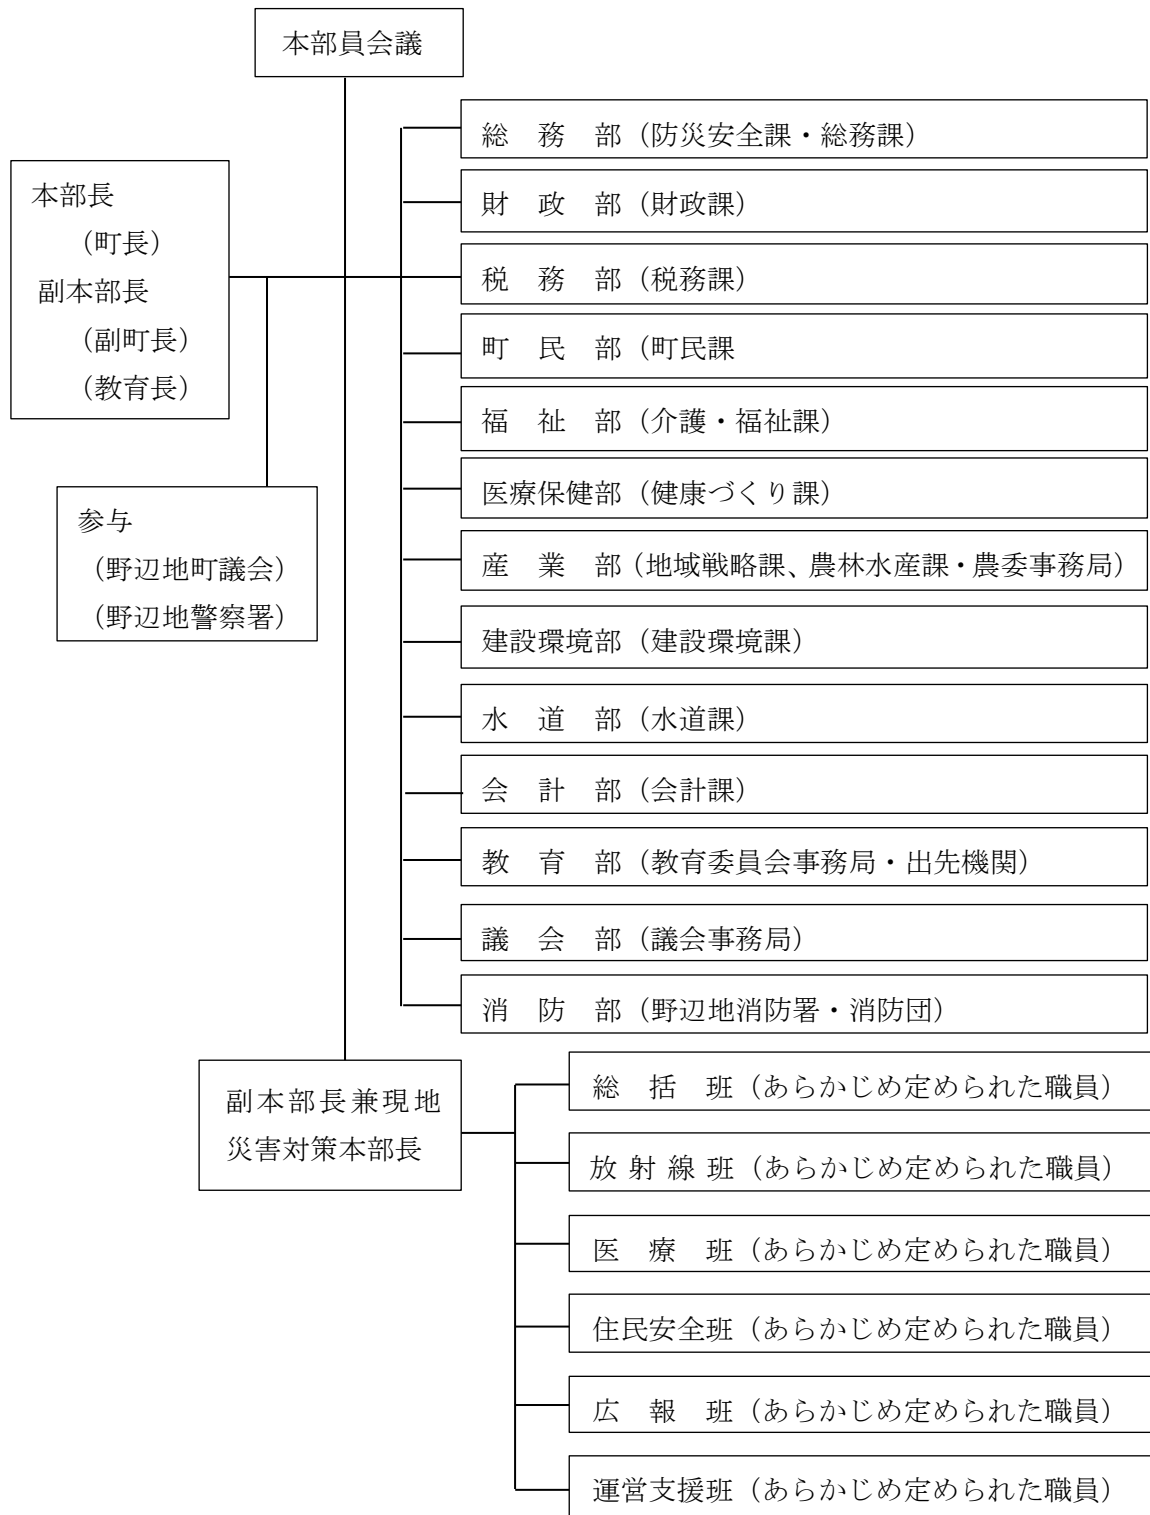 本部員会議
本部長
(町長)
副本部長
(副町長)
(教育長)
参与
(野辺地町議会)
(野辺地警察署)
総　務　部(防災安全課・総務課)
財　政　部(財政課)
税　務　部(税務課)
町　民　部(町民課
福　祉　部(介護・福祉課)
医療保健部(健康づくり課)
産　業　部(地域戦略課、農林水産課・農委事務局)
建設環境部(建設環境課)
水　道　部(水道課)
会　計　部(会計課)
教　育　部(教育委員会事務局・出先機関)
議　会　部(議会事務局)
消　防　部(野辺地消防署・消防団)
副本部長兼現地
災害対策本部長
総　括　班(あらかじめ定められた職員)
放 射 線 班(あらかじめ定められた職員)
医　療　班(あらかじめ定められた職員)
住民安全班(あらかじめ定められた職員)
広　報　班(あらかじめ定められた職員)
運営支援班(あらかじめ定められた職員)